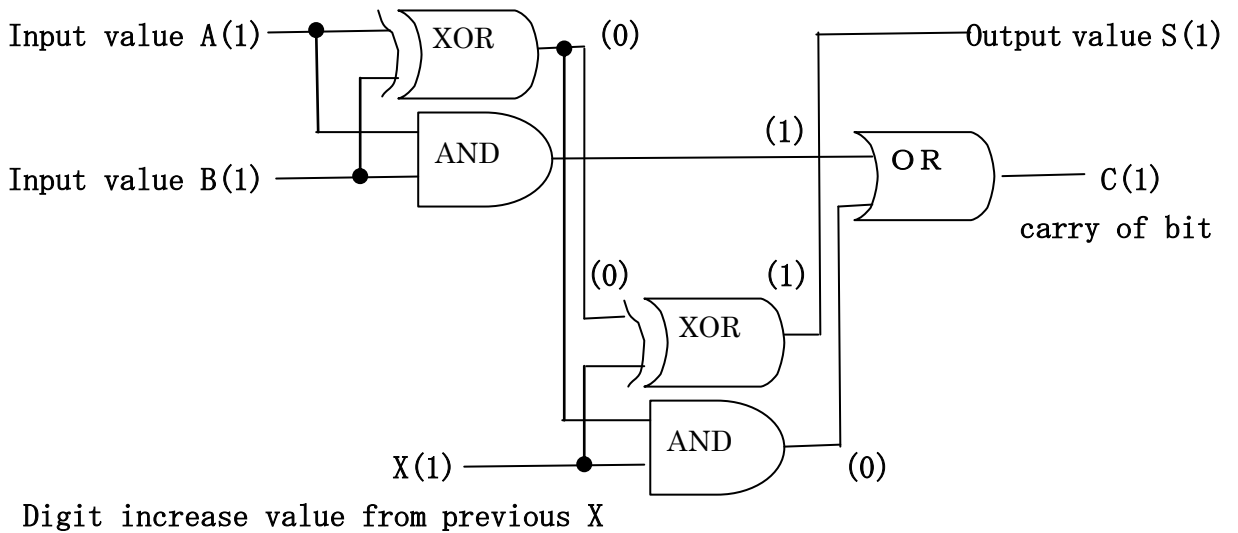 Input value A(1)
XOR
(0)
Output value S(1)
AND
(1)
OR
Input value B(1)
C(1)
carry of bit
(0)
(1)
XOR
AND
X(1)
(0)
Digit increase value from previous X